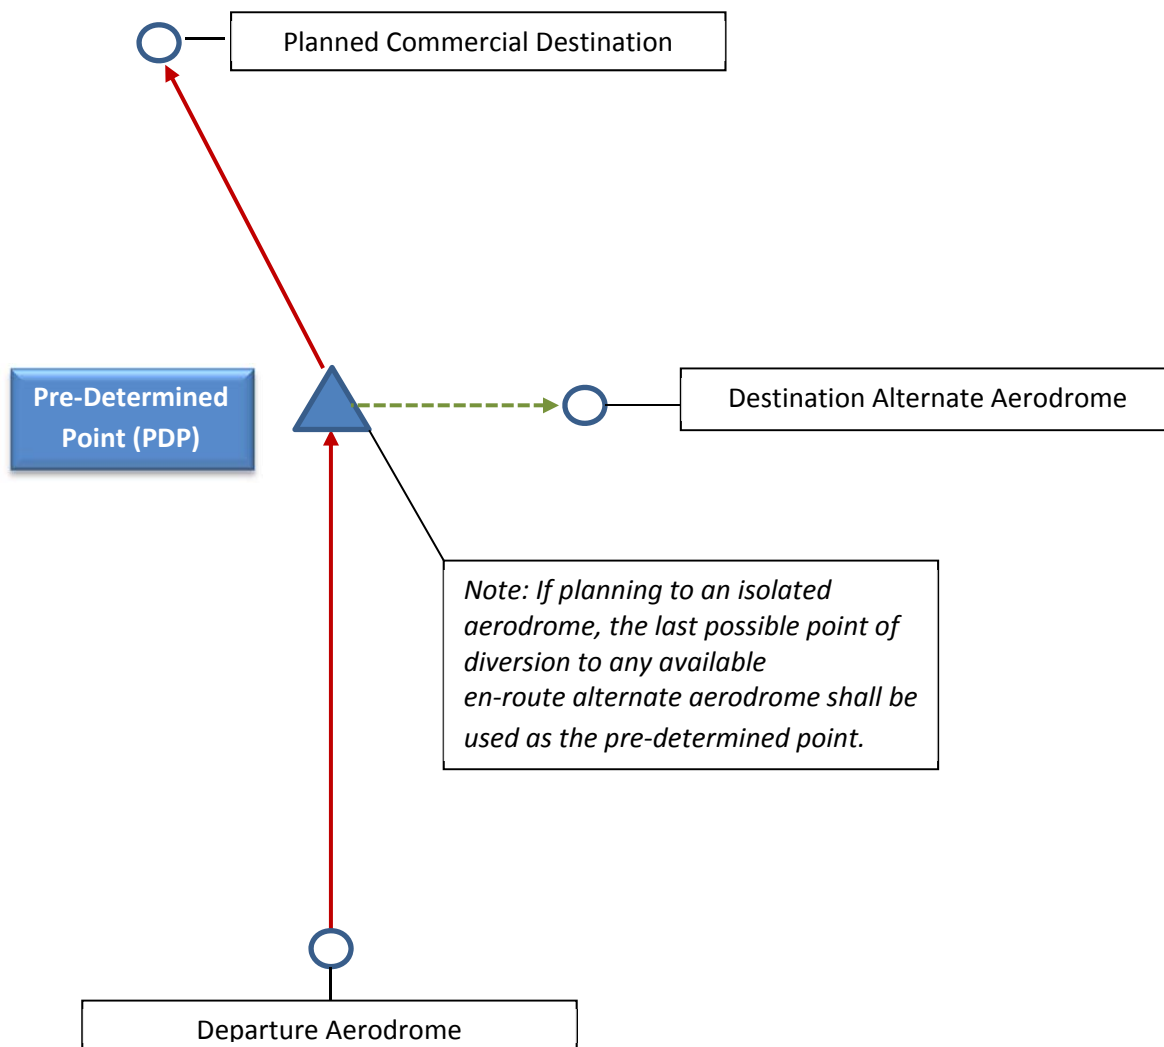 Planned Commercial Destination
Pre-Determined
Point (PDP)
Destination Alternate Aerodrome
Note: If planning to an isolated
aerodrome, the last possible point of
diversion to any available
en-route alternate aerodrome shall be
used as the pre-determined point.
Departure Aerodrome